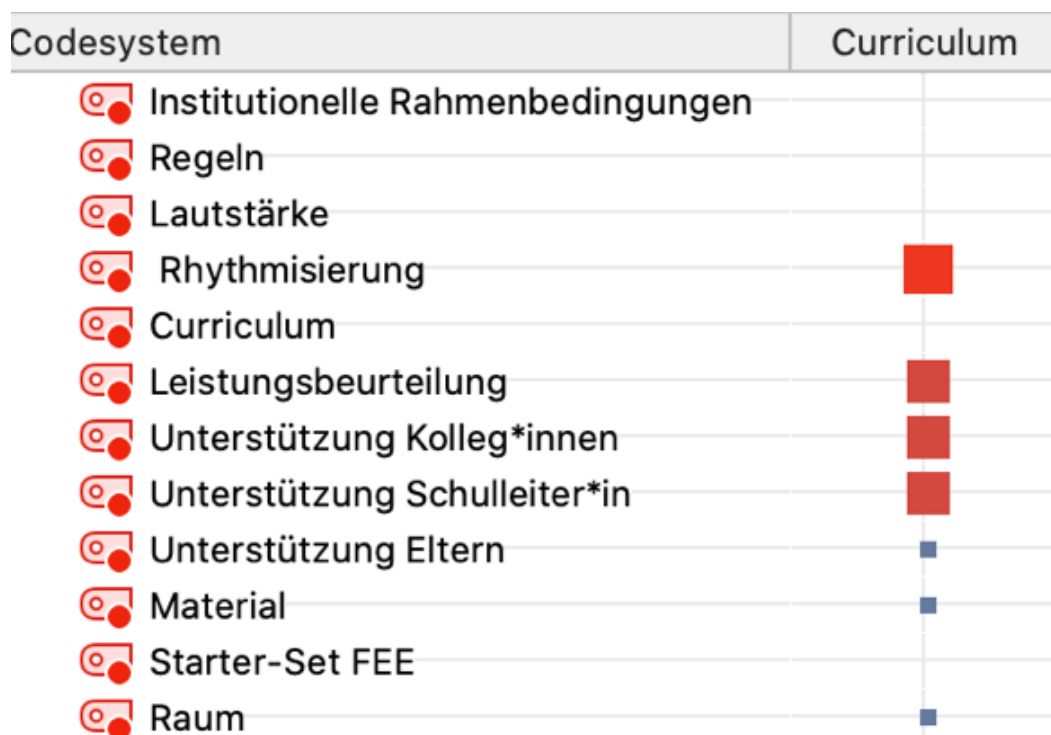 Codesystem Curriculum
Institutionelle Rahmenbedingungen
Regeln
Lautstärke
Rhythmisierung
Curriculum
Leistungsbeurteilung
Unterstützung Kolleg*innen
Unterstützung Schulleiter*in
Unterstützung Eltern
Material
Starter-Set FEE
Raum